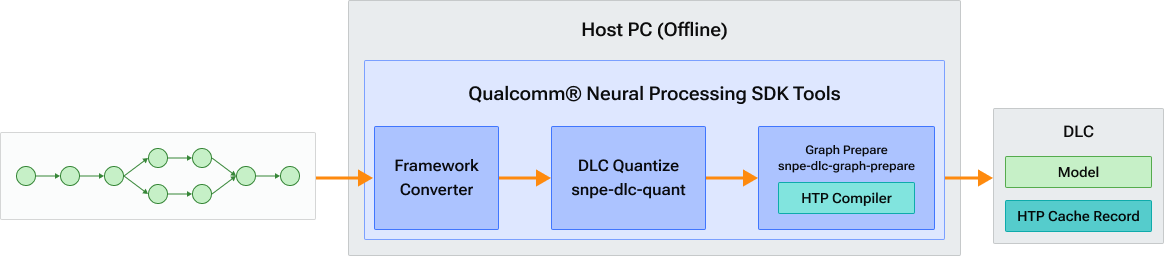 Host PC (Offline)
Qualcomm® Neural Processing SDK Tools
Framework
Converter
DLC Quantize
snpe-dlc-quant
Graph Prepare
snpe-dlc-graph-prepare
HTP Compiler
DLC
Model
HTP Cache Record